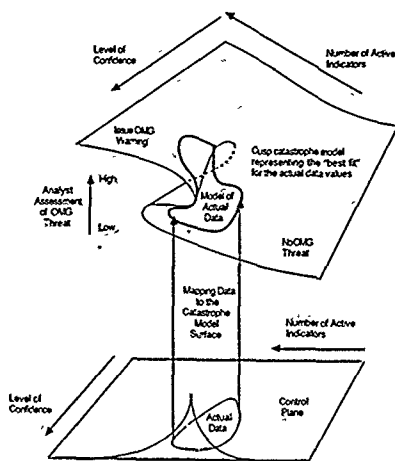 Level of
Confidence
Number of Active
Indicators
Issue OMG
Warning
Cusp catastrophe model
representing the "best fit"
for the actual data values
Analyst
Assessment
of OMG
Threat
High
Low
Model of
Actual
Data
No OMG
Threat
Mapping Data
to the
Catastrophe
Model
Surface
Number of Active
Indicators
Level of
Confidence
Actual
Data
Control
Plane